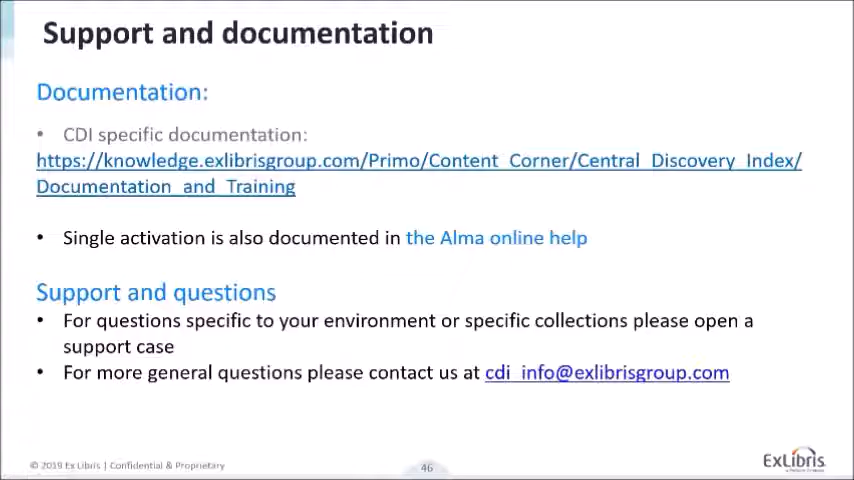 Support and documentation
Documentation:
• CDI specific documentation:
https://knowledge.exlibrisgroup.com/Primo/Content_Corner/Central_Discovery_Index/
Documentation_and_Training
• Single activation is also documented in the Alma online help
Support and questions
• For questions specific to your environment or specific collections please open a
support case
• For more general questions please contact us at cdi_info@exlibrisgroup.com
© 2019 Ex Libris | Confidential & Proprietary
46
ExLibris